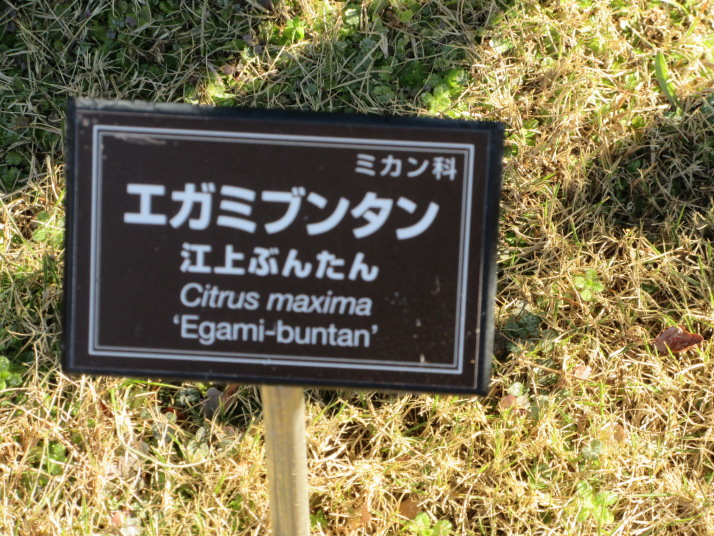 ミカン科
エガミブンタン
江上ぶんたん
Citrus maxima
‘Egami-buntan’